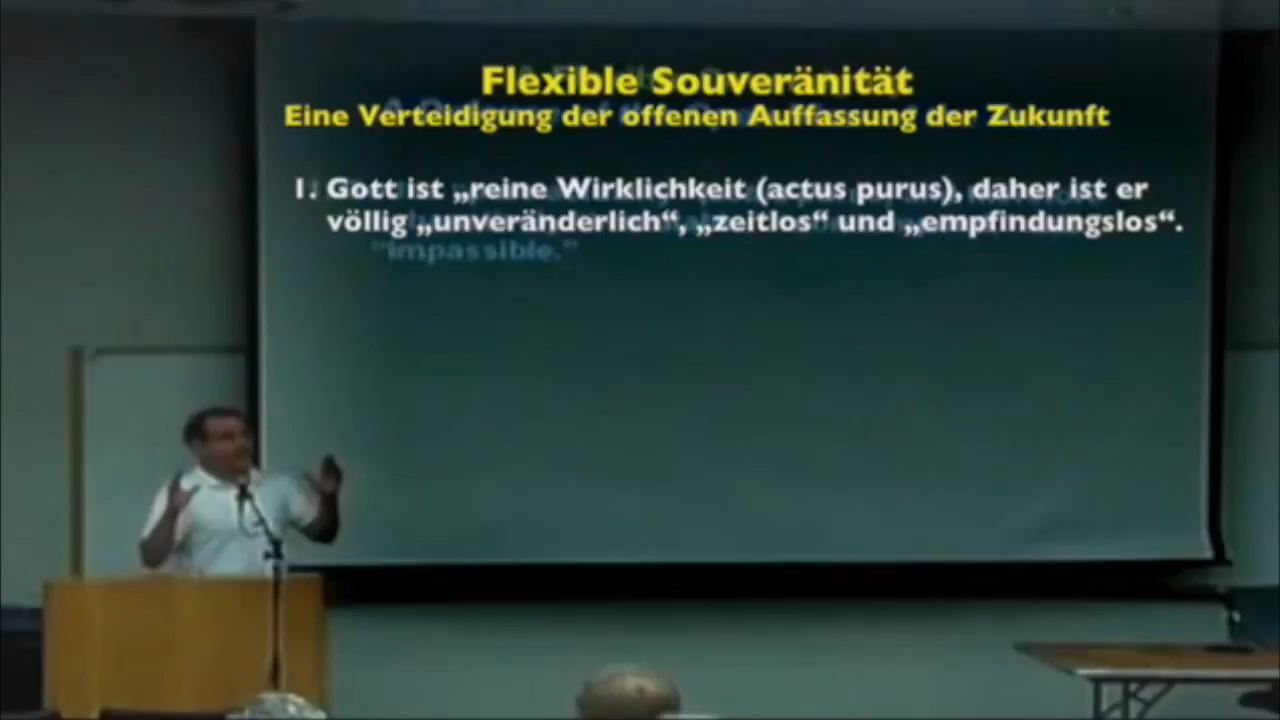 Flexible Souveränität
Eine Verteidigung der offenen Auffassung der Zukunft
1. Gott ist „reine Wirklichkeit (actus purus), daher ist er
völlig „unveränderlich“, „zeitlos“ und „empfindungslos“.
"impassible."